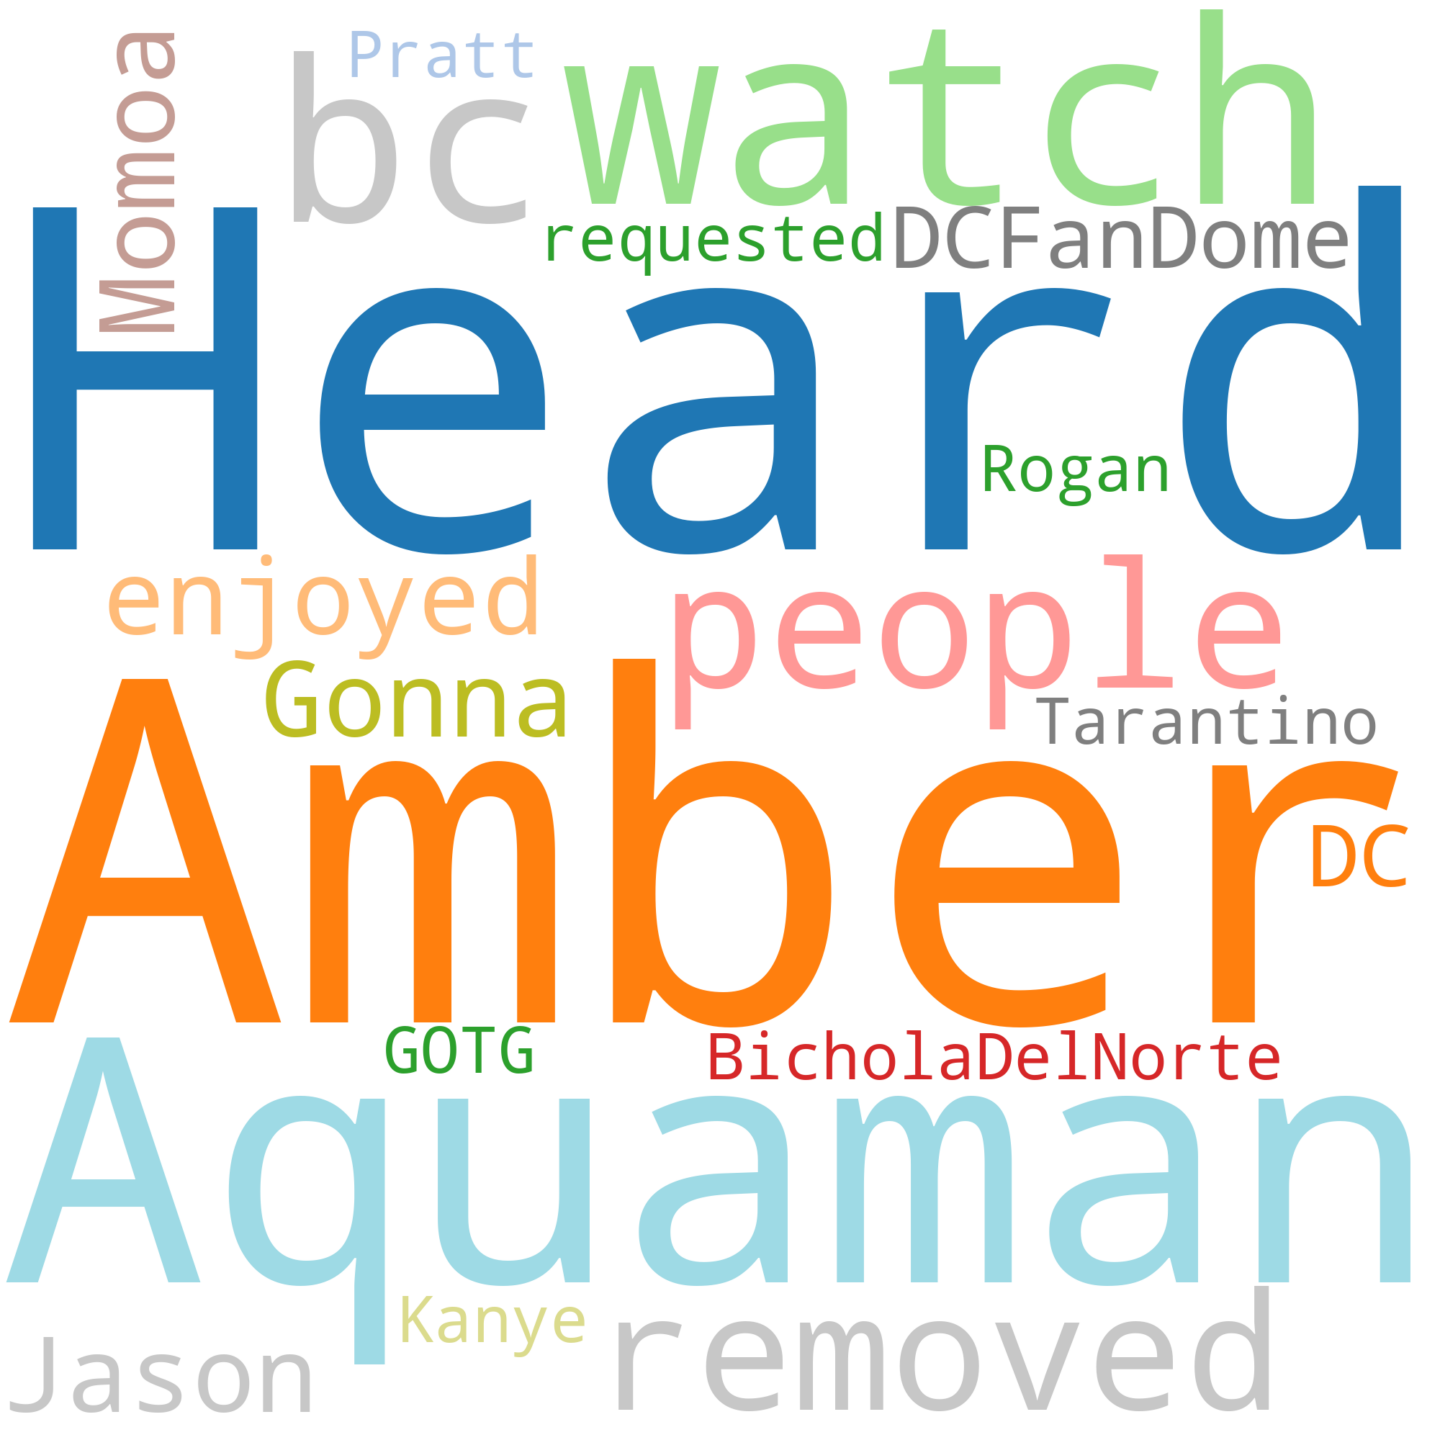 Pratt
watch
bc
Momoa
requested
DCFanDome
Heard
Rogan
enjoyed
people
Gonna
Tarantino
Amber
DC
GOTG
BicholaDelNorte
Aquaman
Kanye
removed
Jason